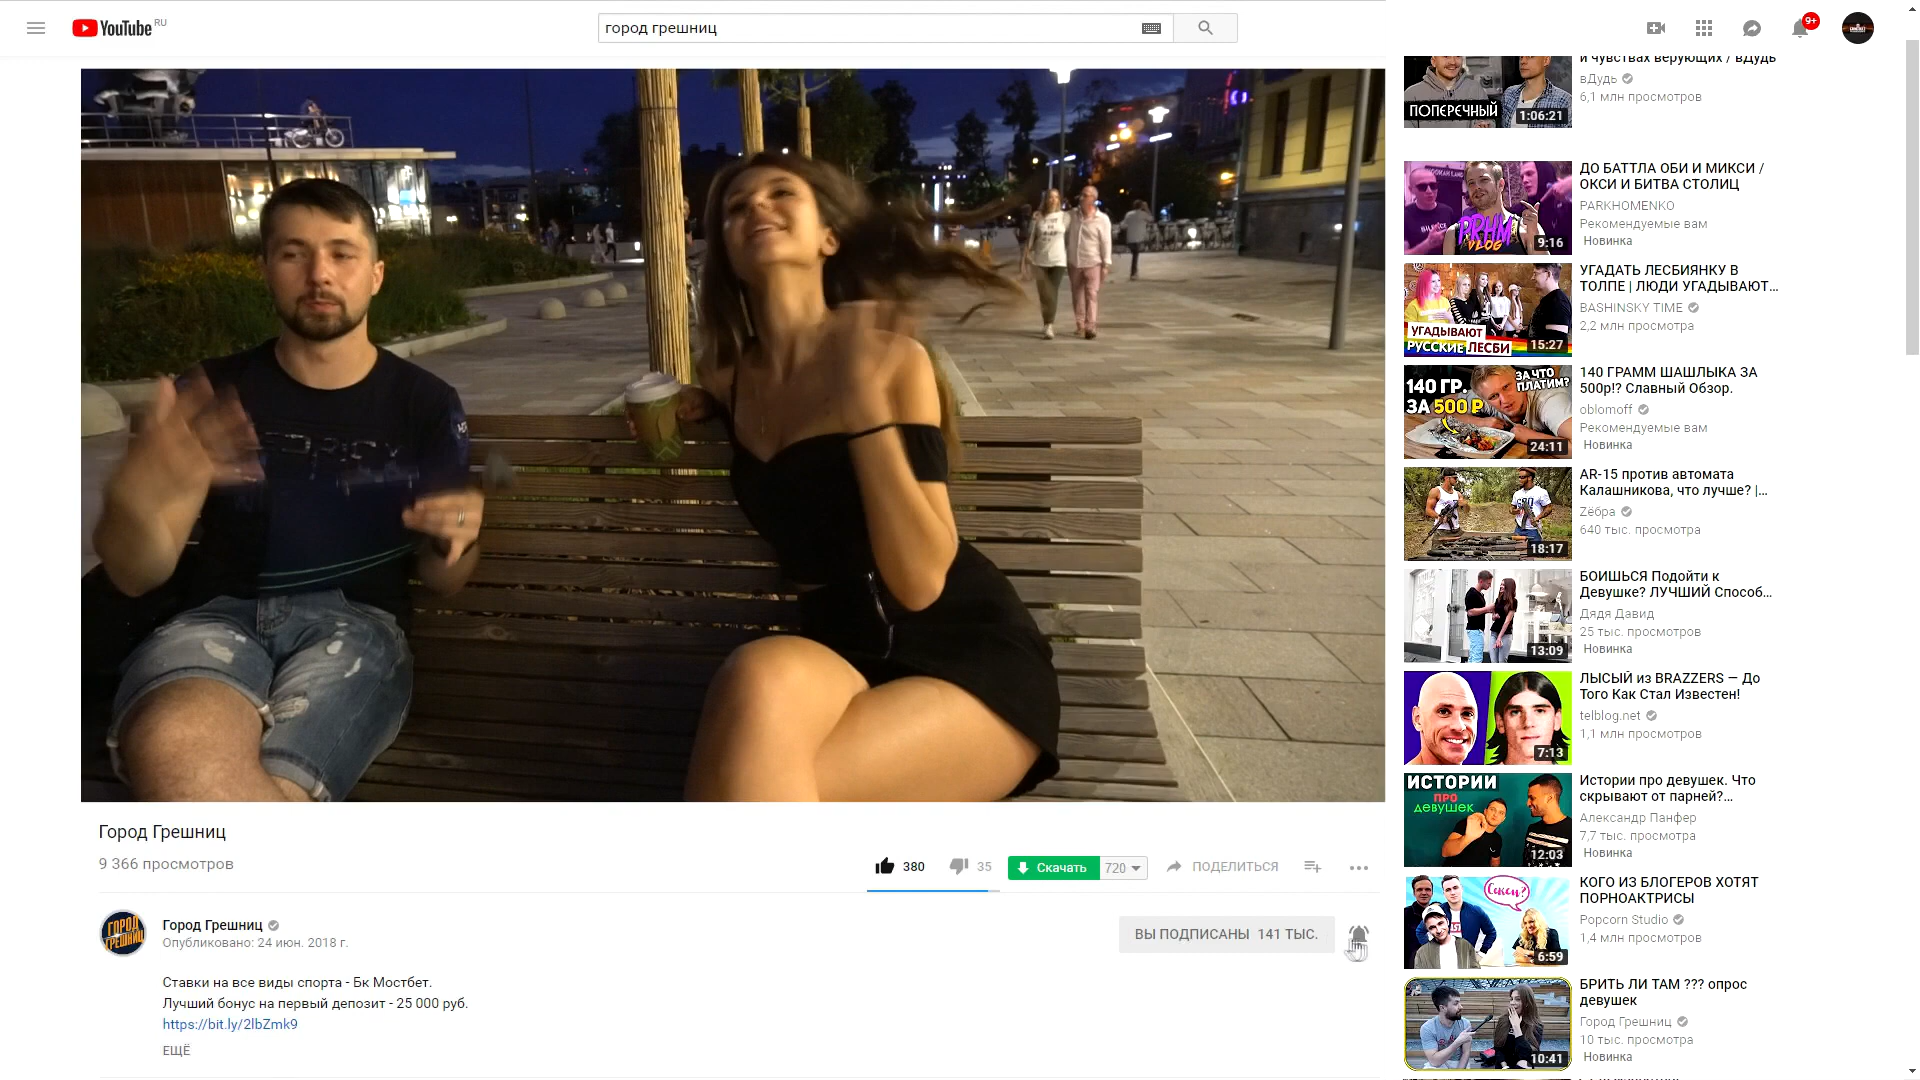 YouTube RU
город грешниц
9+
Город Грешниц
9 366 просмотров
380
35
Скачать
720
ПОДЕЛИТЬСЯ
ГОРОД ГРЕШНИЦ
Город Грешниц
Опубликовано: 24 июн. 2018 г.
ВЫ ПОДПИСАНЫ 141 ТЫС.
Ставки на все виды спорта - Бк Мостбет.
Лучший бонус на первый депозит - 25 000 руб.
https://bit.ly/2lbZmk9
ЕЩЁ
ПОПЕРЕЧНЫЙ
1:06:21
и чувствах верующих / вДудь
вДудь
6,1 млн просмотров
PRHM
VLOG
9:16
ДО БАТТЛА ОБИ И МИКСИ /
ОКСИ И БИТВА СТОЛИЦ
PARKHOMENKO
Рекомендуемые вам
Новинка
УГАДЫВАЮТ
РУССКИЕ ЛЕСБИ
15:27
УГАДАТЬ ЛЕСБИЯНКУ В
ТОЛПЕ | ЛЮДИ УГАДЫВАЮТ...
BASHINSKY TIME
2,2 млн просмотра
140 ГР.
ЗА 500 ₽
ЗА ЧТО
ПЛАТИМ?
24:11
140 ГРАММ ШАШЛЫКА ЗА
500р!? Славный Обзор.
oblomoff
Рекомендуемые вам
Новинка
18:17
AR-15 против автомата
Калашникова, что лучше? |...
Zёбра
640 тыс. просмотра
13:09
БОИШЬСЯ Подойти к
Девушке? ЛУЧШИЙ Способ...
Дядя Давид
25 тыс. просмотров
Новинка
7:13
ЛЫСЫЙ из BRAZZERS — До
Того Как Стал Известен!
telblog.net
1,1 млн просмотров
ИСТОРИИ
ПРО
девушек
12:03
Истории про девушек. Что
скрывают от парней?...
Александр Панфер
7,7 тыс. просмотра
Новинка
6:59
КОГО ИЗ БЛОГЕРОВ ХОТЯТ
ПОРНОАКТРИСЫ
Popcorn Studio
1,4 млн просмотров
10:41
БРИТЬ ЛИ ТАМ ??? опрос
девушек
Город Грешниц
10 тыс. просмотра
Новинка